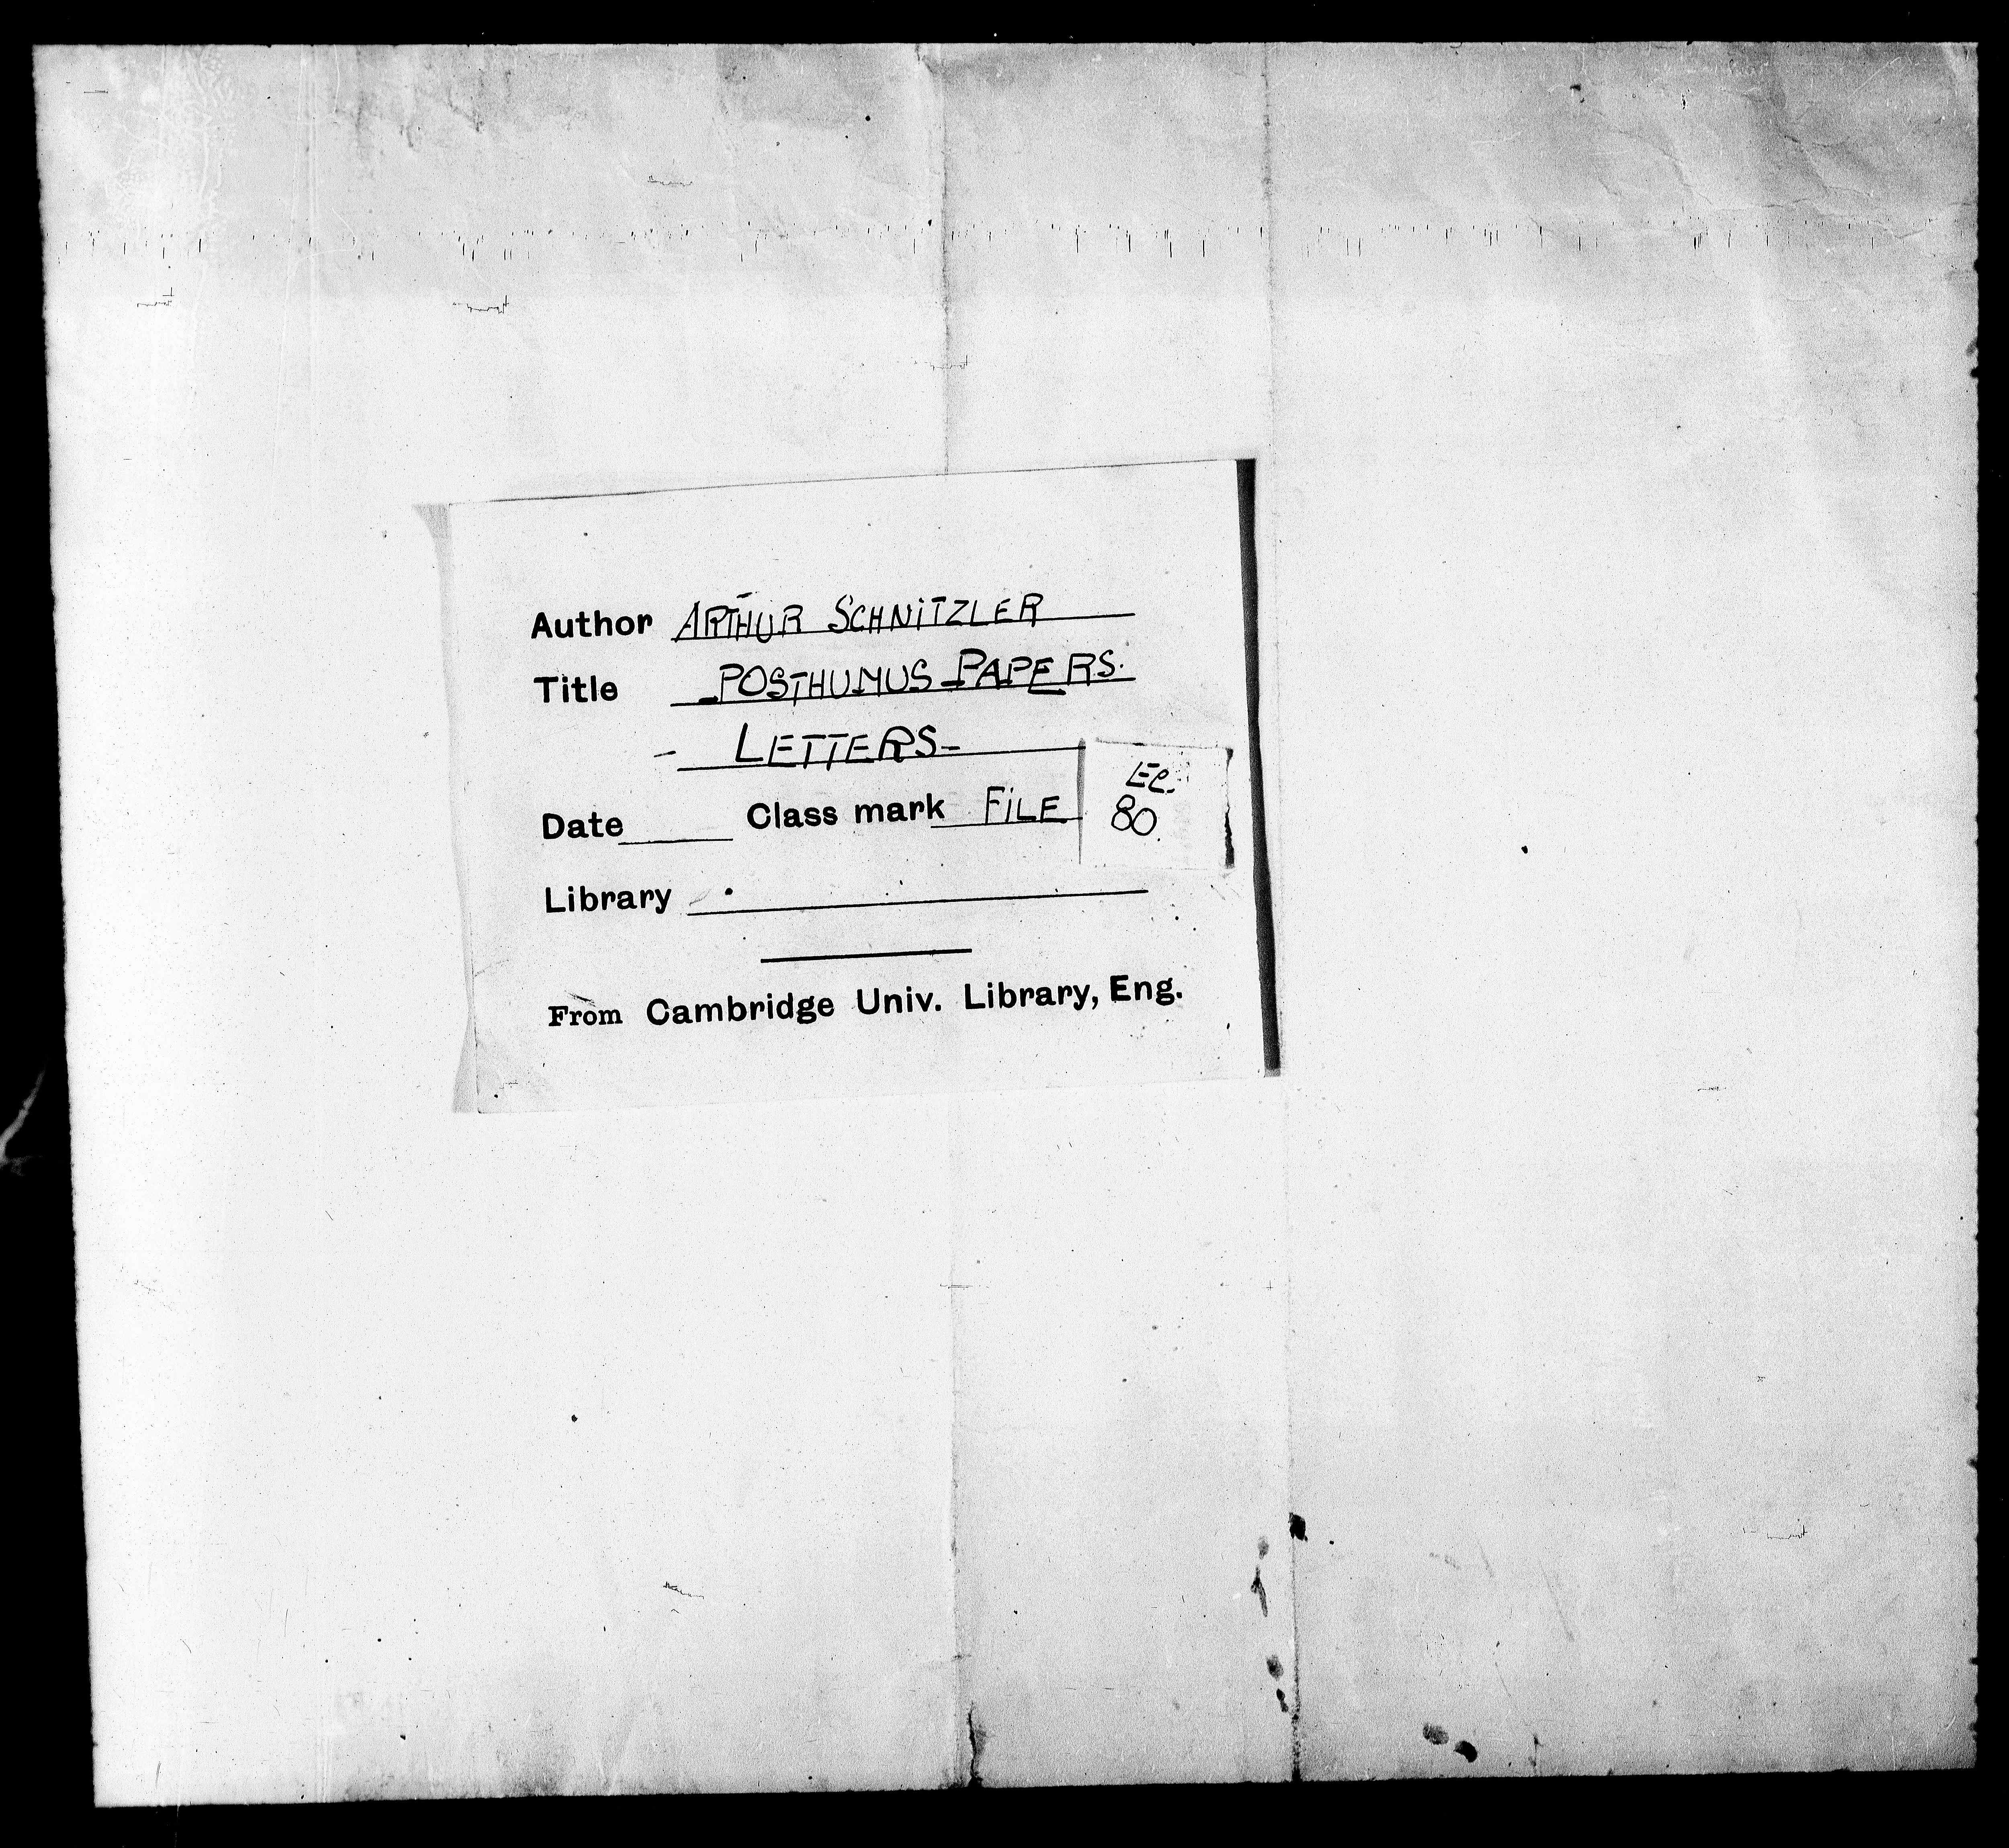 Author ARTHUR SCHNITZLER
Title POSTHUMUS PAPERS.
- LETTERS-
Date Class mark FILE Ec. 80.
Library
From Cambridge Univ. Library, Eng.